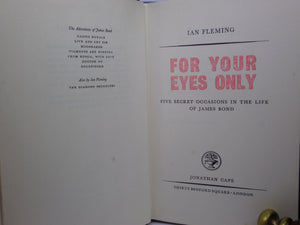 The Adventures of James Bond
CASINO ROYALE
LIVE AND LET DIE
MOONRAKER
DIAMONDS ARE FOREVER
FROM RUSSIA, WITH LOVE
DOCTOR NO
GOLDFINGER
Also by Ian Fleming
THE DIAMOND SMUGGLERS
IAN FLEMING
FOR YOUR
EYES ONLY
FIVE SECRET OCCASIONS IN THE LIFE
OF JAMES BOND
JONATHAN CAPE
THIRTY BEDFORD SQUARE · LONDON